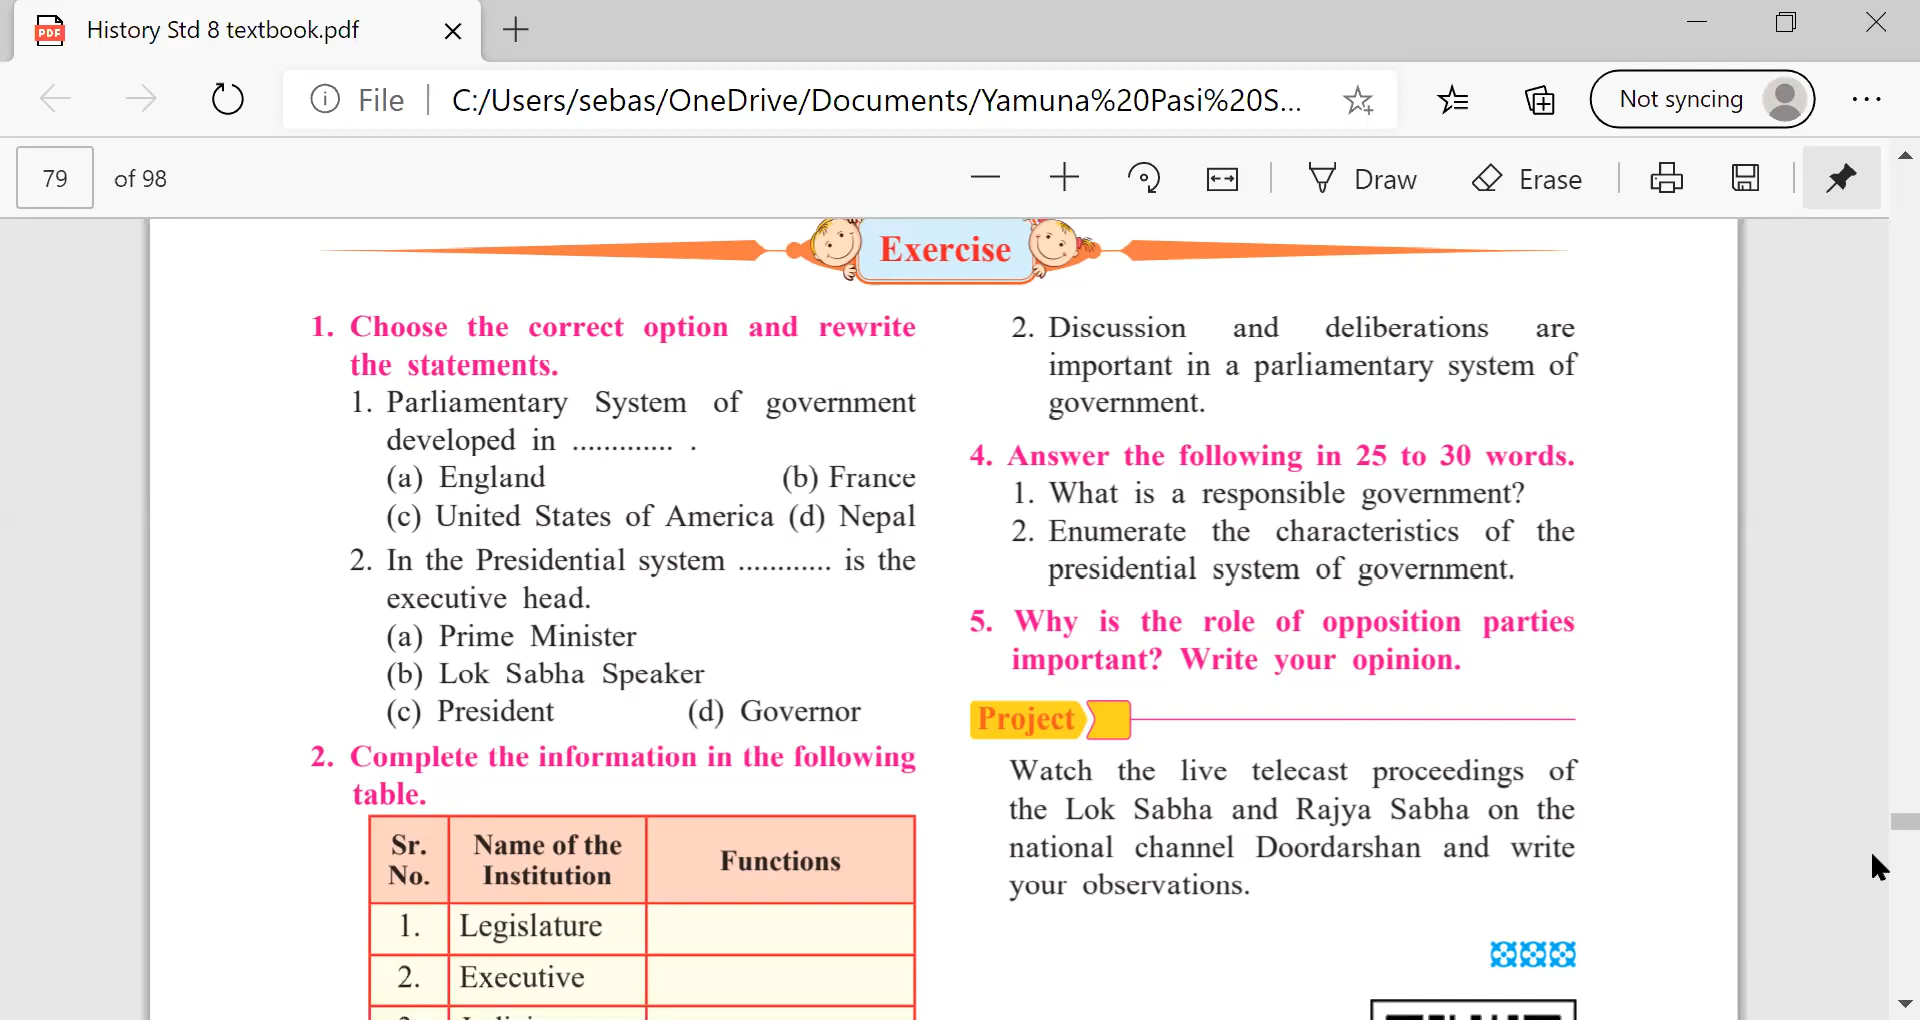 History Std 8 textbook.pdf
File
C:/Users/sebas/OneDrive/Documents/Yamuna%20Pasi%20S...
Not syncing
79 of 98
Draw
Erase
Exercise
1. Choose the correct option and rewrite
the statements.
1. Parliamentary System of government
developed in ............. .
(a) England (b) France
(c) United States of America (d) Nepal
2. In the Presidential system ............ is the
executive head.
(a) Prime Minister
(b) Lok Sabha Speaker
(c) President (d) Governor
2. Complete the information in the following
table.
Sr. No.
Name of the Institution
Functions
1. Legislature
2. Executive
2. Discussion and deliberations are
important in a parliamentary system of
government.
4. Answer the following in 25 to 30 words.
1. What is a responsible government?
2. Enumerate the characteristics of the
presidential system of government.
5. Why is the role of opposition parties
important? Write your opinion.
Project
Watch the live telecast proceedings of
the Lok Sabha and Rajya Sabha on the
national channel Doordarshan and write
your observations.